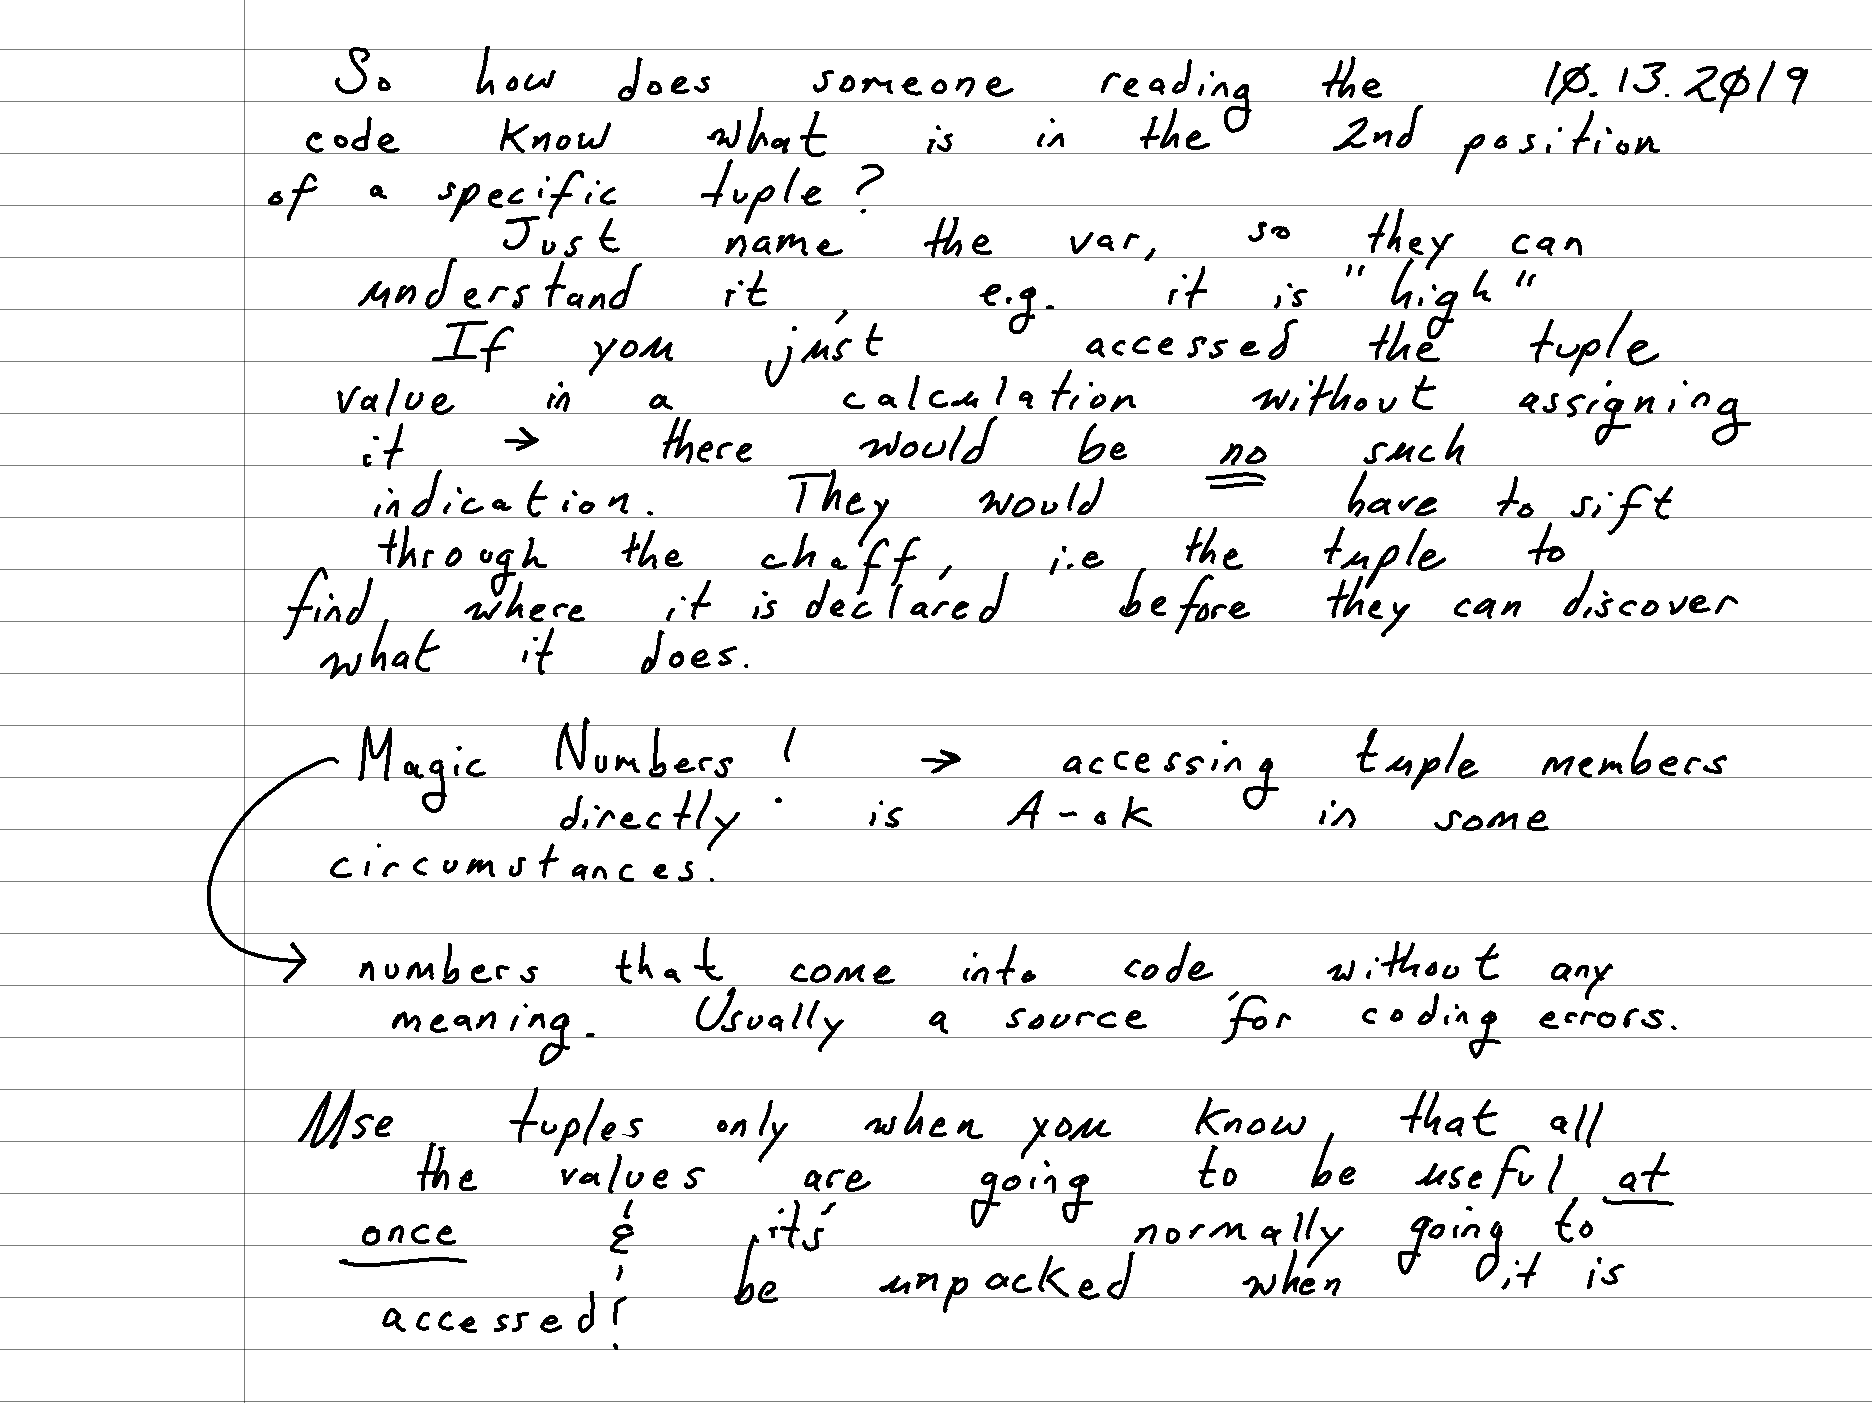 So how does someone reading the 10.13.2019
code know what is in the 2nd position
of a specific tuple?
Just name the var, so they can
understand it, e.g. it is "high"
If you just accessed the tuple
value in a calculation without assigning
it → there would be no such
indication. They would have to sift
through the chaff, i.e. the tuple to
find where it is declared before they can discover
what it does.
Magic Numbers! → accessing tuple members
directly is A-ok in some
circumstances.
→ numbers that come into code without any
meaning. Usually a source for coding errors.
Use tuples only when you know that all
the values are going to be useful at
once & it's normally going to
be unpacked when it is
accessed!